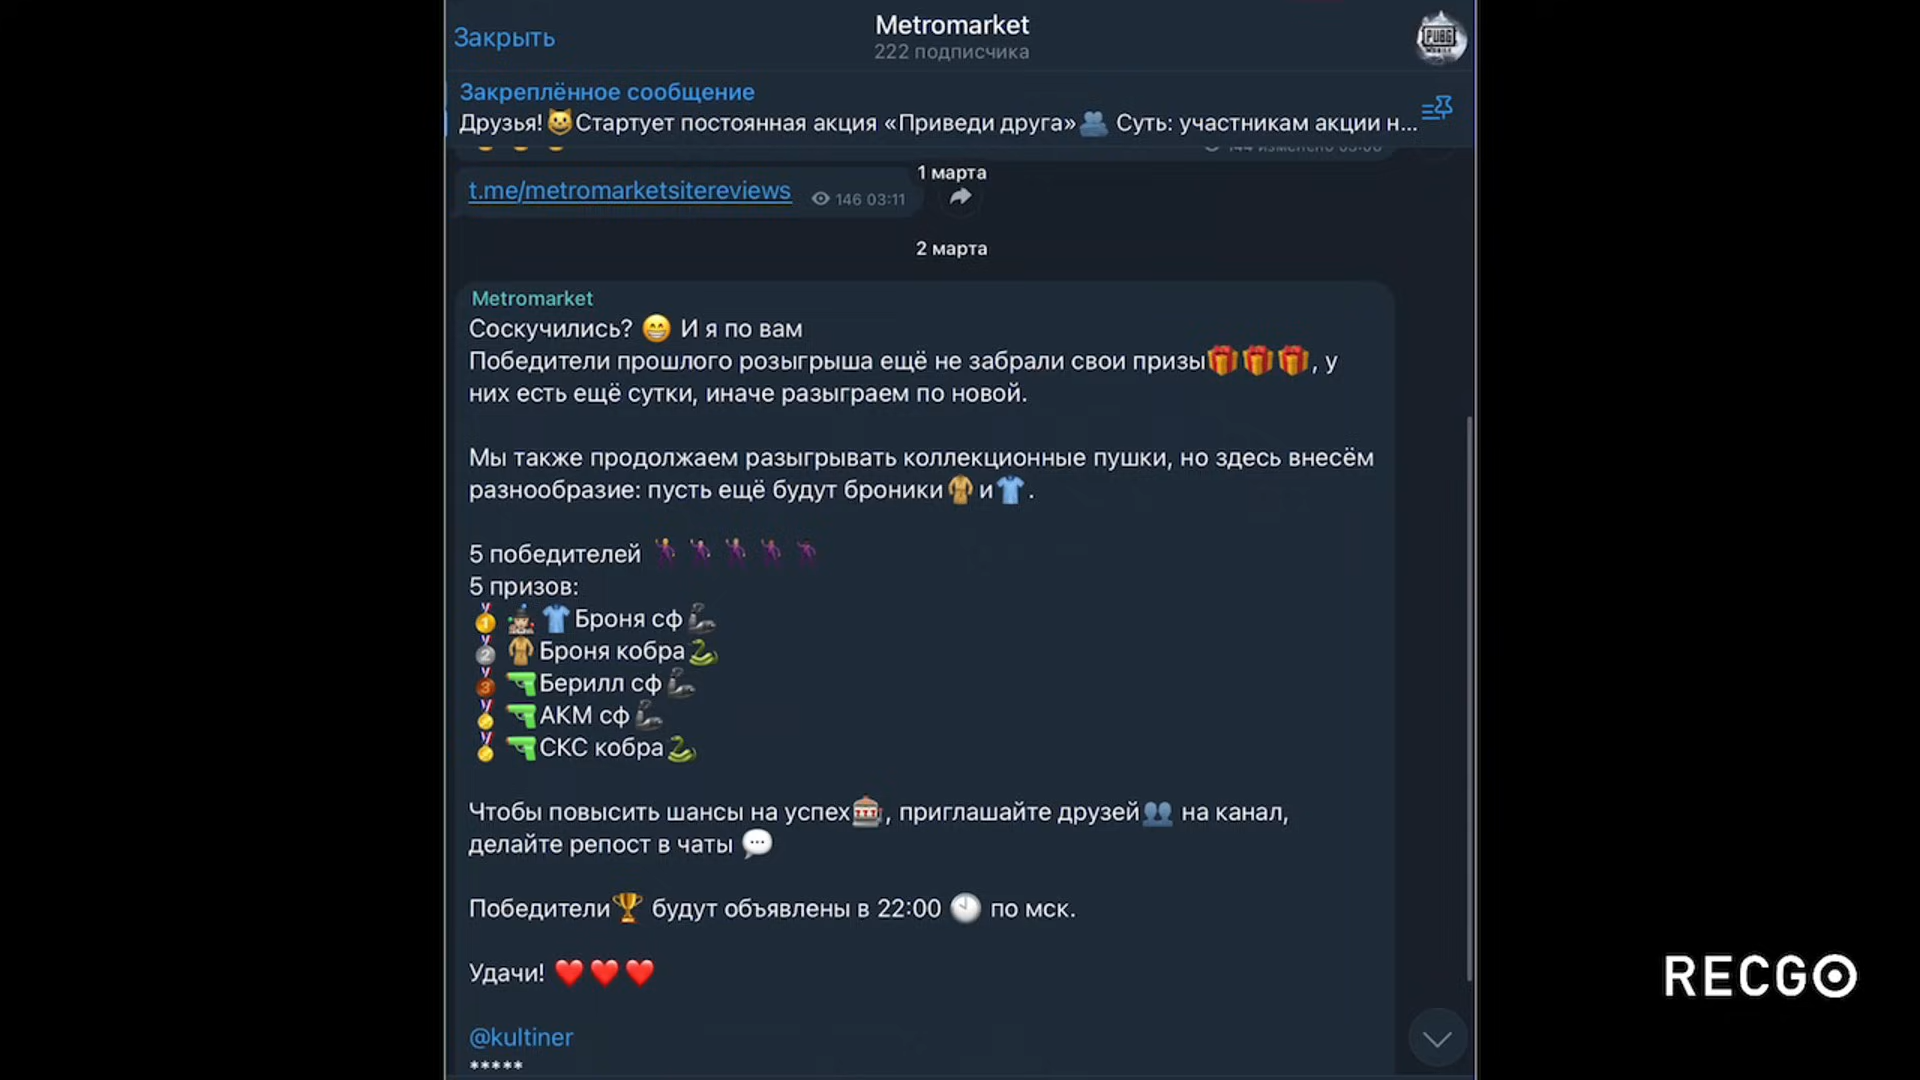 Закрыть
Metromarket
222 подписчика
Закреплённое сообщение
Друзья!😺Стартует постоянная акция «Приведи друга»👥 Суть: участникам акции н...
1 марта
t.me/metromarketsitereviews 146 03:11
2 марта
Metromarket
Соскучились? 😁 И я по вам
Победители прошлого розыгрыша ещё не забрали свои призы🎁🎁🎁, у
них есть ещё сутки, иначе разыграем по новой.
Мы также продолжаем разыгрывать коллекционные пушки, но здесь внесём
разнообразие: пусть ещё будут броники🧥и👕.
5 победителей
5 призов:
Броня сф
Броня кобра
Берилл сф
АКМ сф
СКС кобра
Чтобы повысить шансы на успех🎰, приглашайте друзей👥 на канал,
делайте репост в чаты 💬
Победители🏆 будут объявлены в 22:00 🕙 по мск.
Удачи! ❤️❤️❤️
@kultiner
*****
PUBG
RECGO